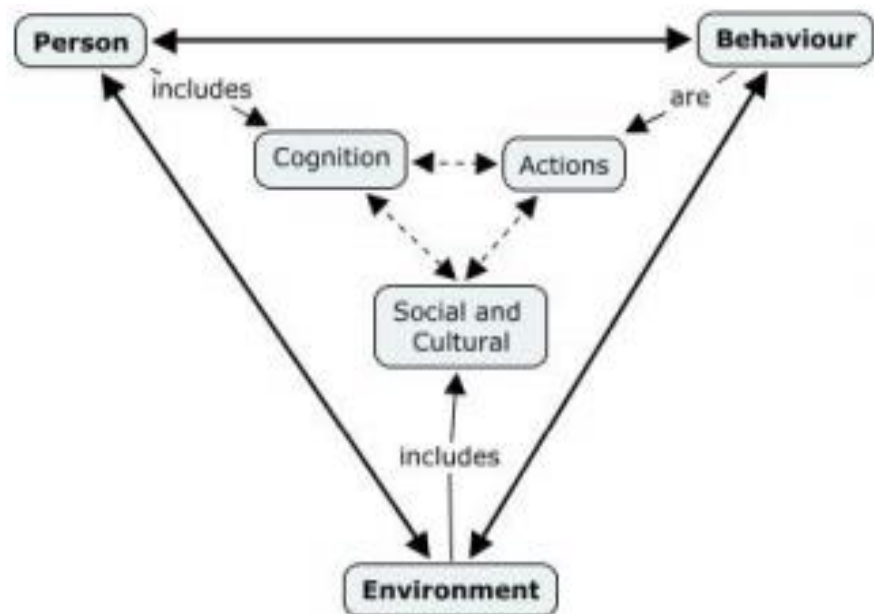 Person
Behaviour
includes
are
Cognition
Actions
Social and
Cultural
includes
Environment